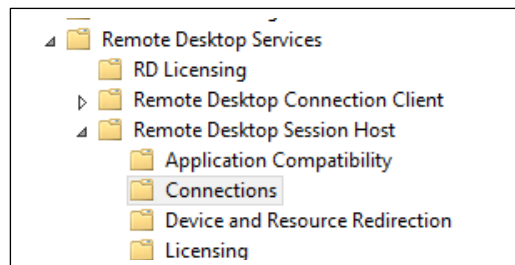 Remote Desktop Services
RD Licensing
Remote Desktop Connection Client
Remote Desktop Session Host
Application Compatibility
Connections
Device and Resource Redirection
Licensing